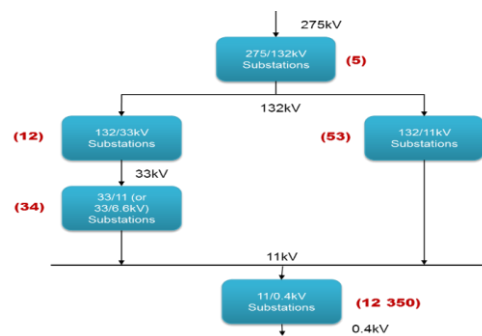 275kV
275/132kV
Substations
(5)
132kV
(12)
132/33kV
Substations
(53)
132/11kV
Substations
33kV
(34)
33/11 (or
33/6.6kV)
Substations
11kV
11/0.4kV
Substations
(12 350)
0.4kV